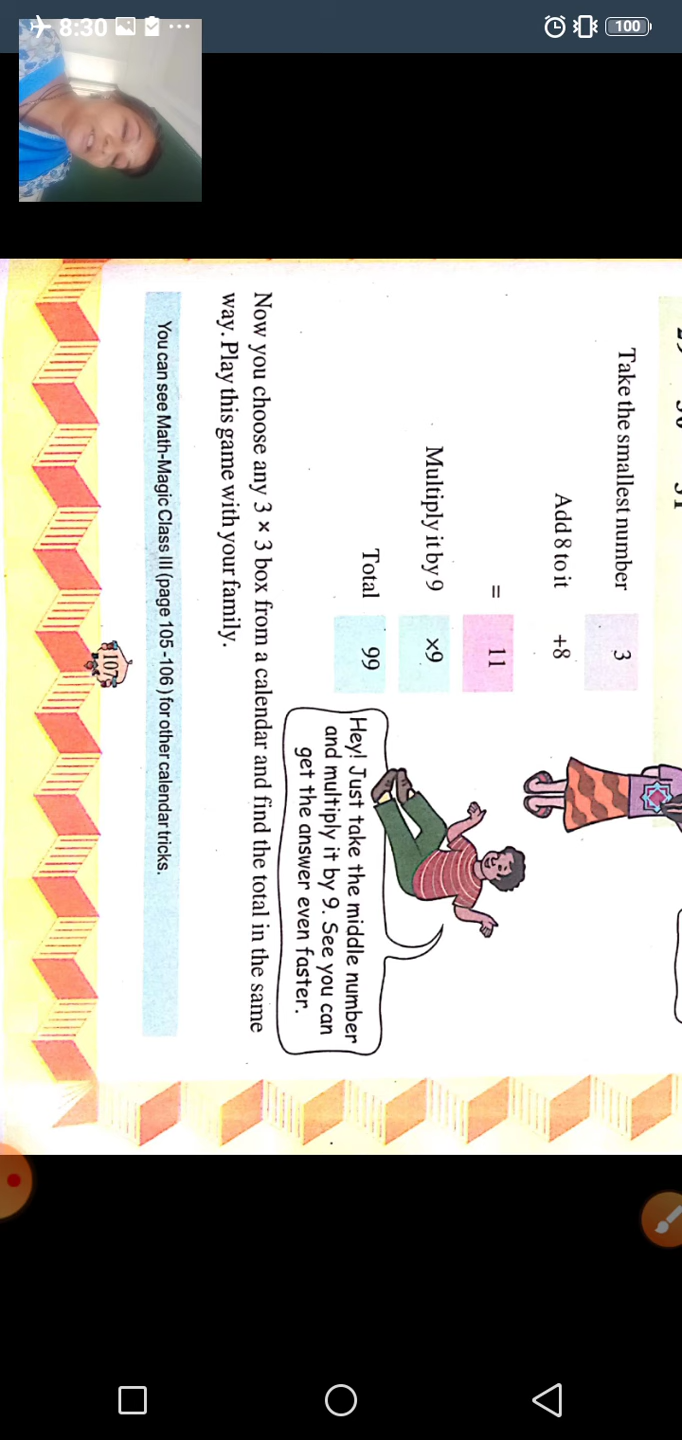 8:30
100
Take the smallest number 3
Add 8 to it +8
= 11
Multiply it by 9 ×9
Total 99
Hey! Just take the middle number
and multiply it by 9. See you can
get the answer even faster.
Now you choose any 3 × 3 box from a calendar and find the total in the same
way. Play this game with your family.
You can see Math-Magic Class III (page 105 -106 ) for other calendar tricks.
107